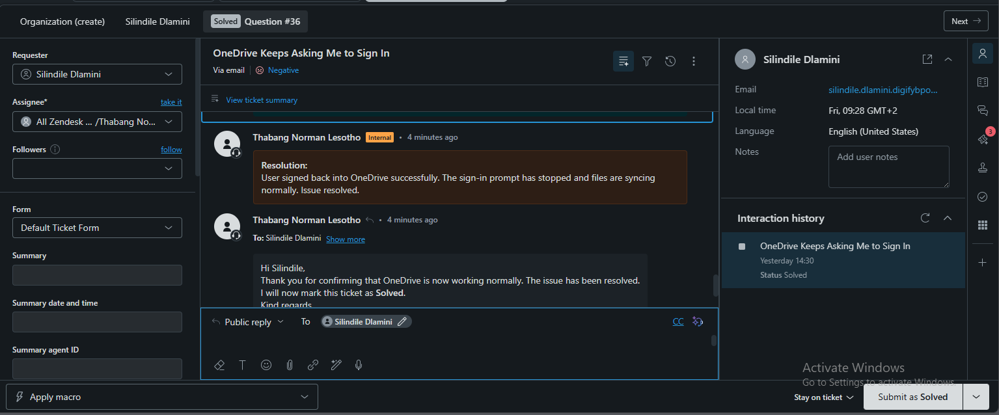 Organization (create)
Silindile Dlamini
Solved Question #36
Next
Requester
Silindile Dlamini
Assignee*
take it
All Zendesk ... /Thabang No...
Followers
follow
Form
Default Ticket Form
Summary
Summary date and time
Summary agent ID
OneDrive Keeps Asking Me to Sign In
Via email
Negative
View ticket summary
Thabang Norman Lesotho Internal • 4 minutes ago
Resolution:
User signed back into OneDrive successfully. The sign-in prompt has stopped and files are syncing
normally. Issue resolved.
Thabang Norman Lesotho • 4 minutes ago
To: Silindile Dlamini Show more
Hi Silindile,
Thank you for confirming that OneDrive is now working normally. The issue has been resolved.
I will now mark this ticket as Solved.
Kind regards
Public reply
To
Silindile Dlamini
CC
Silindile Dlamini
Email
silindile.dlamini.digifybpo...
Local time
Fri, 09:28 GMT+2
Language
English (United States)
Notes
Add user notes
Interaction history
OneDrive Keeps Asking Me to Sign In
Yesterday 14:30
Status Solved
3
Activate Windows
Go to Settings to activate Windows.
Apply macro
Stay on ticket
Submit as Solved